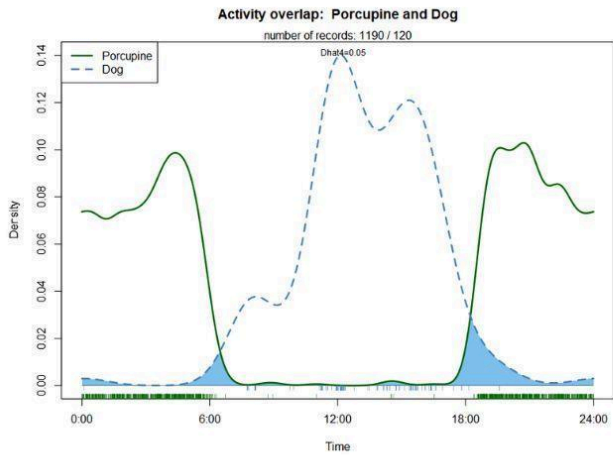 Activity overlap: Porcupine and Dog
number of records: 1190 / 120
Dhat4=0.05
Porcupine
Dog
0.14
0.12
0.10
0.08
0.06
0.04
0.02
0.00
Density
0:00 6:00 12:00 18:00 24:00
Time